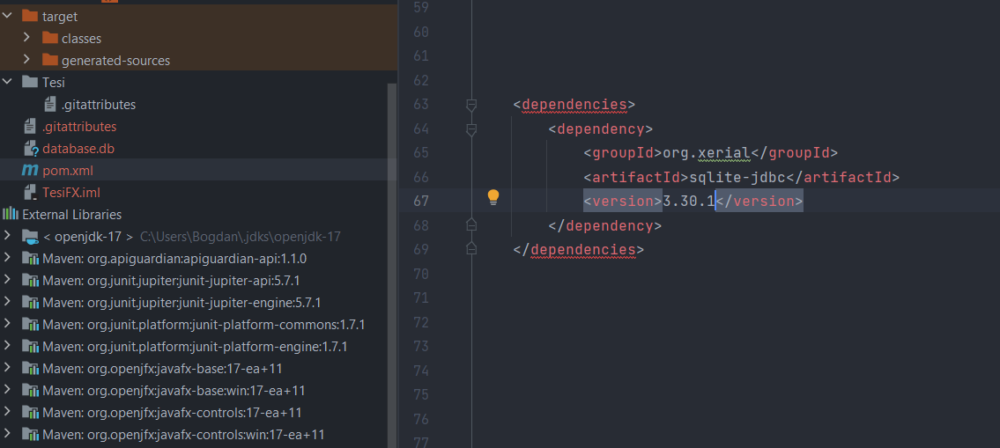 target
classes
generated-sources
Tesi
.gitattributes
.gitattributes
database.db
pom.xml
TesiFX.iml
External Libraries
< openjdk-17 > C:\Users\Bogdan\.jdks\openjdk-17
Maven: org.apiguardian:apiguardian-api:1.1.0
Maven: org.junit.jupiter:junit-jupiter-api:5.7.1
Maven: org.junit.jupiter:junit-jupiter-engine:5.7.1
Maven: org.junit.platform:junit-platform-commons:1.7.1
Maven: org.junit.platform:junit-platform-engine:1.7.1
Maven: org.openjfx:javafx-base:17-ea+11
Maven: org.openjfx:javafx-base:win:17-ea+11
Maven: org.openjfx:javafx-controls:17-ea+11
Maven: org.openjfx:javafx-controls:win:17-ea+11
59
60
61
62
63 <dependencies>
64 <dependency>
65 <groupId>org.xerial</groupId>
66 <artifactId>sqlite-jdbc</artifactId>
67 <version>3.30.1</version>
68 </dependency>
69 </dependencies>
70
71
72
73
74
75
76
77